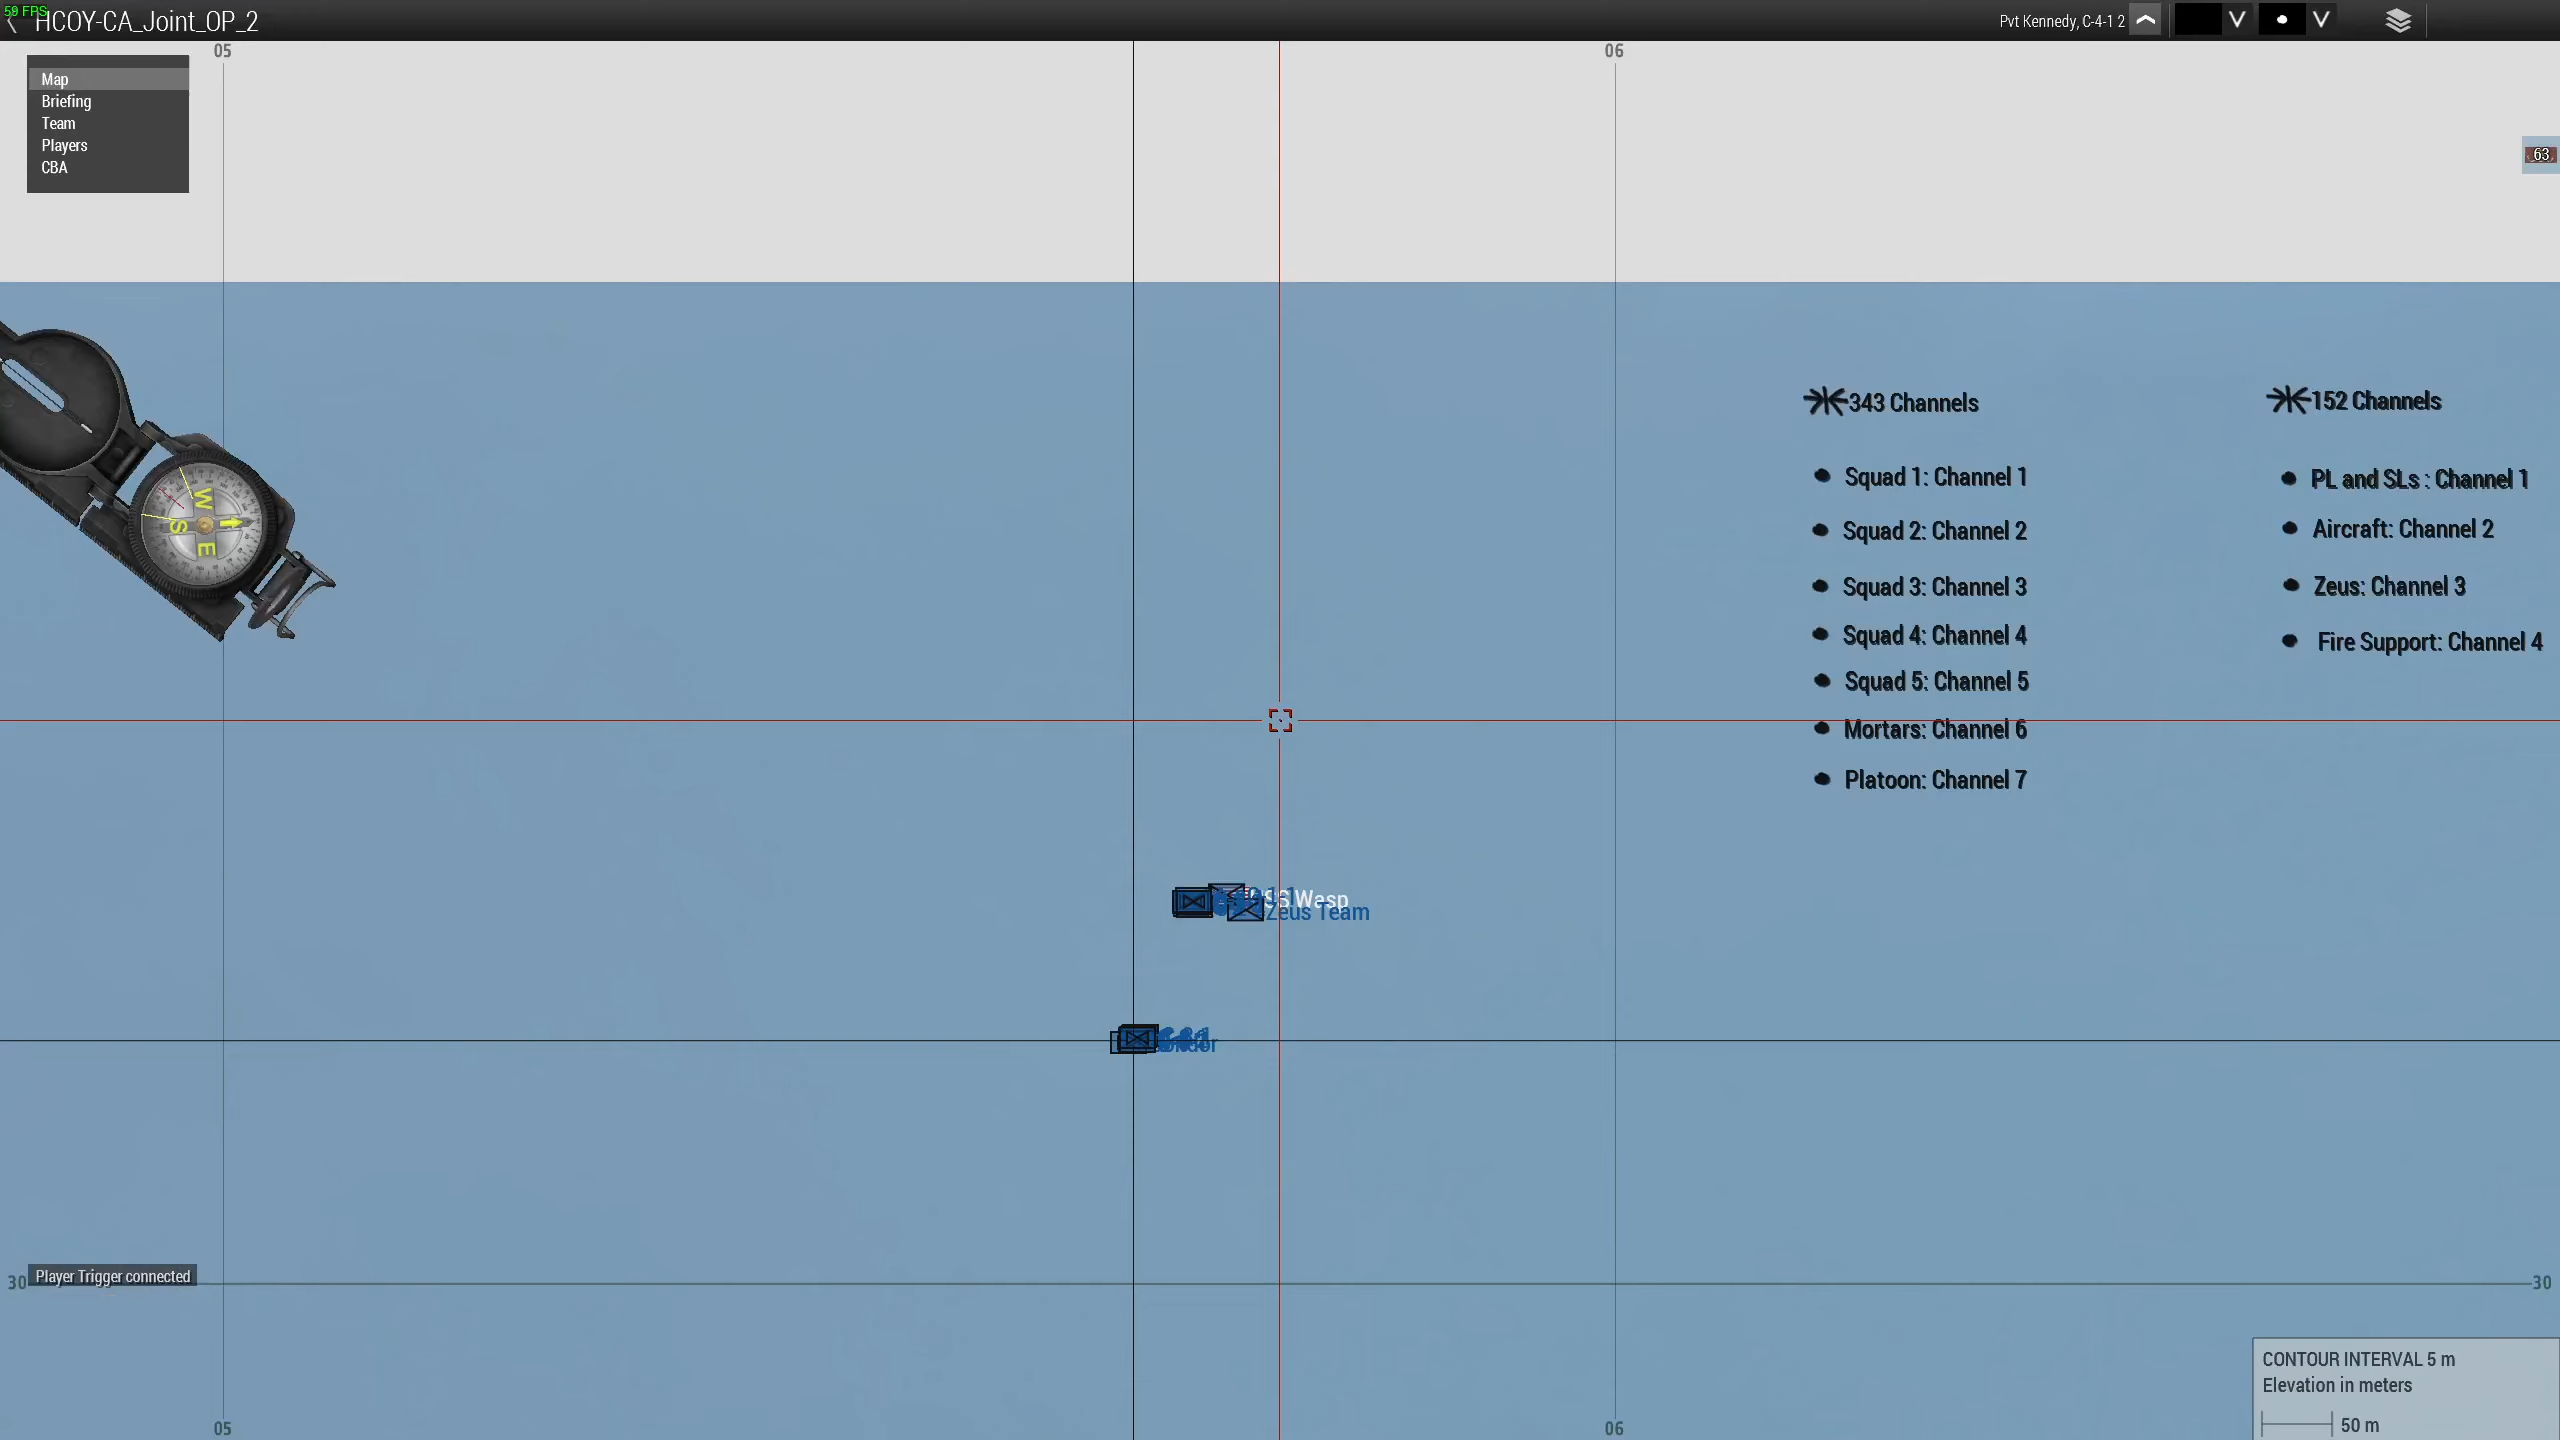 59 FPS
HCOY-CA_Joint_OP_2
Pvt Kennedy, C-4-1 2
05
06
Map
Briefing
Team
Players
CBA
63
343 Channels
152 Channels
Squad 1: Channel 1
PL and SLs : Channel 1
Squad 2: Channel 2
Aircraft: Channel 2
Squad 3: Channel 3
Zeus: Channel 3
Squad 4: Channel 4
Fire Support: Channel 4
Squad 5: Channel 5
Mortars: Channel 6
Platoon: Channel 7
W
S
E
Wasp
Zeus Team
Player Trigger connected
30
30
CONTOUR INTERVAL 5 m
Elevation in meters
50 m
05
06